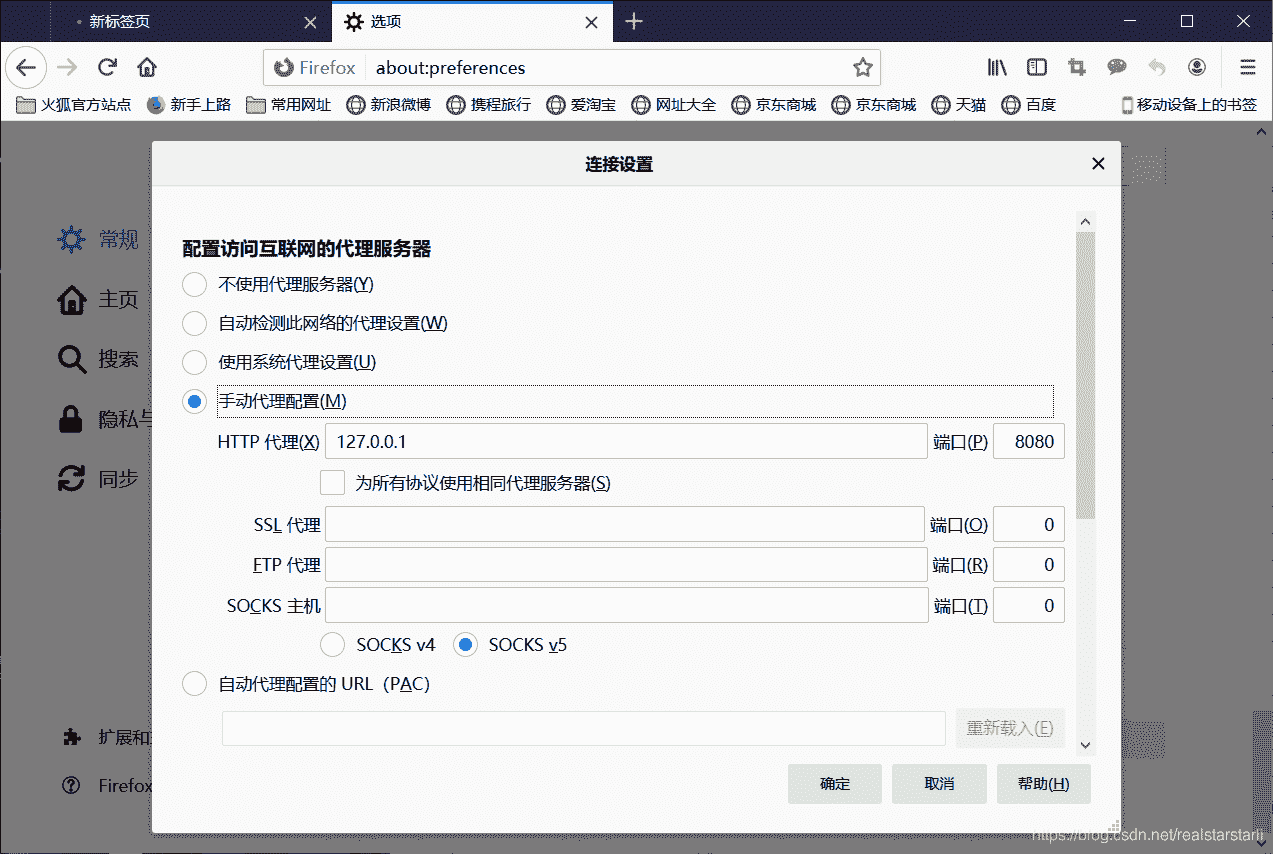 新标签页
选项
Firefox
about:preferences
火狐官方站点 新手上路 常用网址 新浪微博 携程旅行 爱淘宝 网址大全 京东商城 京东商城 天猫 百度 移动设备上的书签
连接设置
常规
主页
搜索
隐私与
同步
扩展和
Firefox
配置访问互联网的代理服务器
不使用代理服务器(Y)
自动检测此网络的代理设置(W)
使用系统代理设置(U)
手动代理配置(M)
HTTP 代理(X) 127.0.0.1 端口(P) 8080
为所有协议使用相同代理服务器(S)
SSL 代理 端口(O) 0
FTP 代理 端口(R) 0
SOCKS 主机 端口(T) 0
SOCKS v4 SOCKS v5
自动代理配置的 URL（PAC）
重新载入(E)
确定 取消 帮助(H)
https://blog.csdn.net/realstarstarli